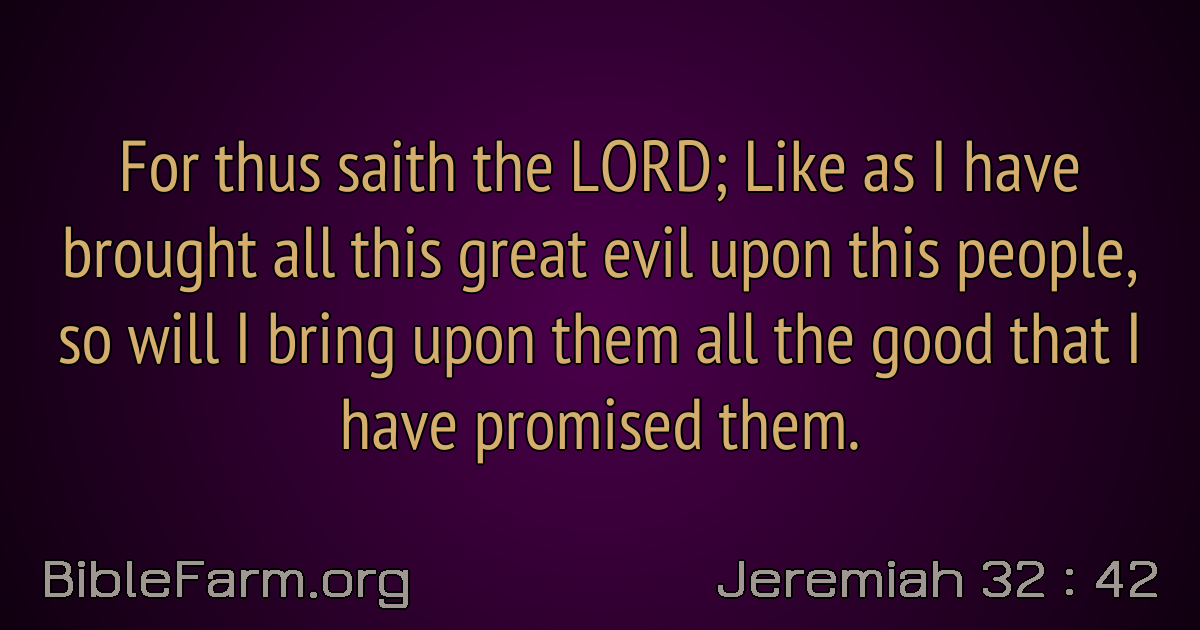 For thus saith the LORD; Like as I have
brought all this great evil upon this people,
so will I bring upon them all the good that I
have promised them.
BibleFarm.org
Jeremiah 32 : 42